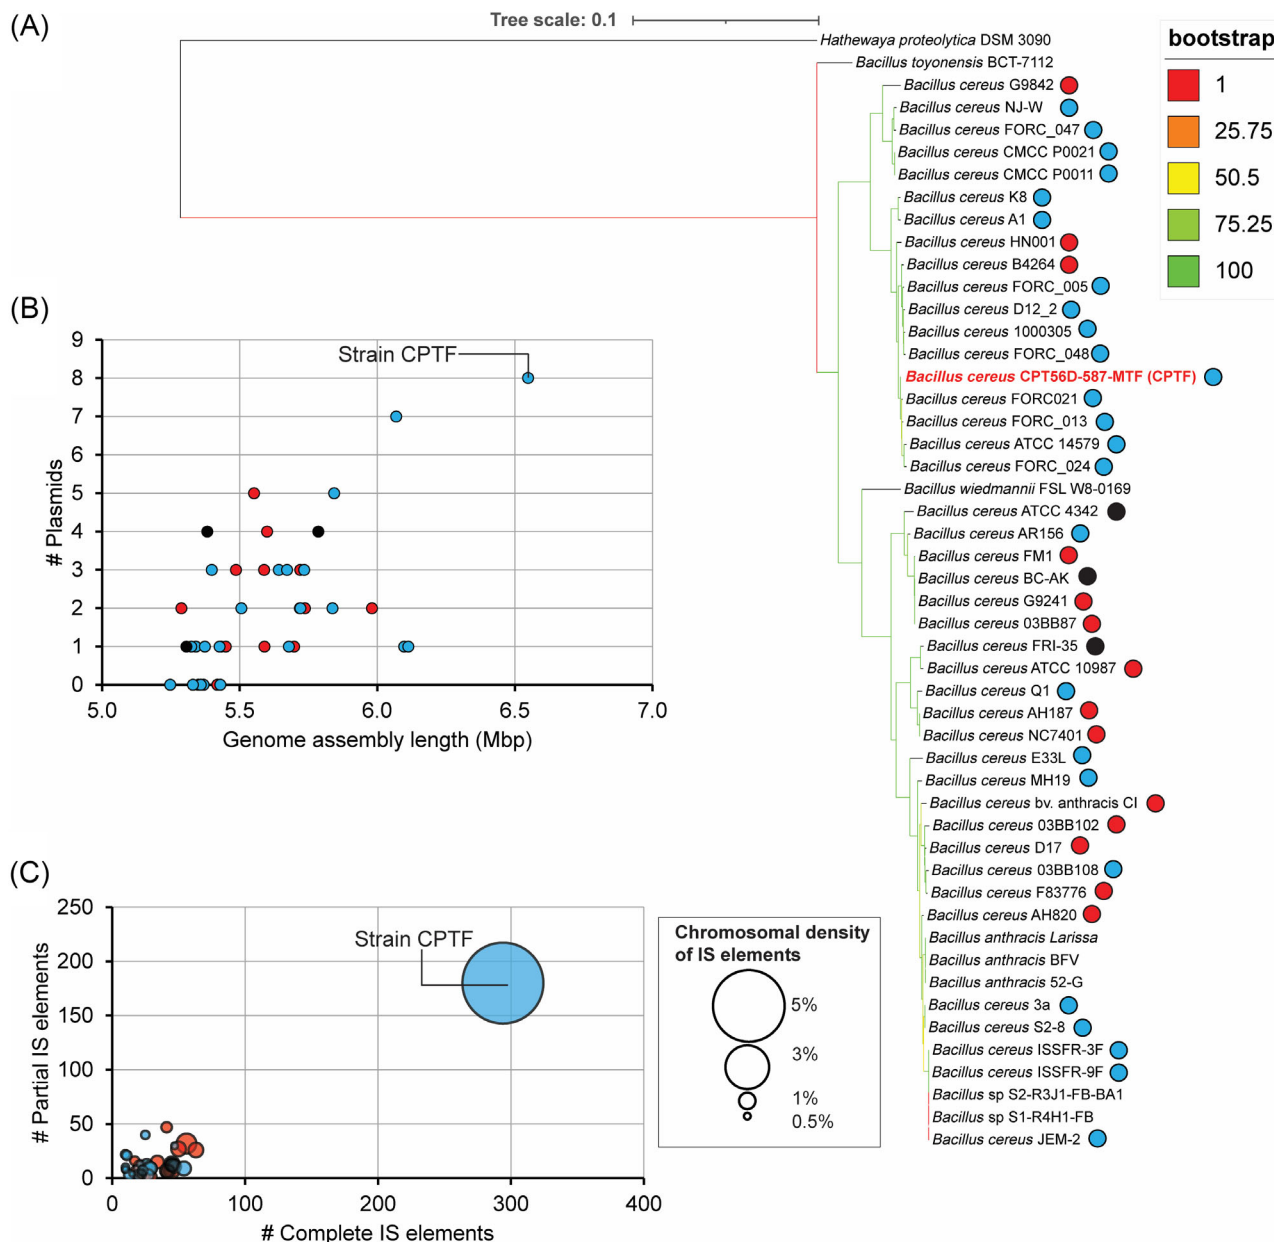 (A)
Tree scale: 0.1
Hathewaya proteolytica DSM 3090
Bacillus toyonensis BCT-7112
Bacillus cereus G9842
Bacillus cereus NJ-W
Bacillus cereus FORC_047
Bacillus cereus CMCC P0021
Bacillus cereus CMCC P0011
Bacillus cereus K8
Bacillus cereus A1
Bacillus cereus HN001
Bacillus cereus B4264
Bacillus cereus FORC_005
Bacillus cereus D12_2
Bacillus cereus 1000305
Bacillus cereus FORC_048
Bacillus cereus CPT56D-587-MTF (CPTF)
Bacillus cereus FORC021
Bacillus cereus FORC_013
Bacillus cereus ATCC 14579
Bacillus cereus FORC_024
Bacillus wiedmannii FSL W8-0169
Bacillus cereus ATCC 4342
Bacillus cereus AR156
Bacillus cereus FM1
Bacillus cereus BC-AK
Bacillus cereus G9241
Bacillus cereus 03BB87
Bacillus cereus FRI-35
Bacillus cereus ATCC 10987
Bacillus cereus Q1
Bacillus cereus AH187
Bacillus cereus NC7401
Bacillus cereus E33L
Bacillus cereus MH19
Bacillus cereus bv. anthracis CI
Bacillus cereus 03BB102
Bacillus cereus D17
Bacillus cereus 03BB108
Bacillus cereus F83776
Bacillus cereus AH820
Bacillus anthracis Larissa
Bacillus anthracis BFV
Bacillus anthracis 52-G
Bacillus cereus 3a
Bacillus cereus S2-8
Bacillus cereus ISSFR-3F
Bacillus cereus ISSFR-9F
Bacillus sp S2-R3J1-FB-BA1
Bacillus sp S1-R4H1-FB
Bacillus cereus JEM-2
bootstrap
1
25.75
50.5
75.25
100
(B)
# Plasmids
9
8
7
6
5
4
3
2
1
0
Strain CPTF
5.0 5.5 6.0 6.5 7.0
Genome assembly length (Mbp)
(C)
# Partial IS elements
250
200
150
100
50
0
Strain CPTF
0 100 200 300 400
# Complete IS elements
Chromosomal density
of IS elements
5%
3%
1%
0.5%